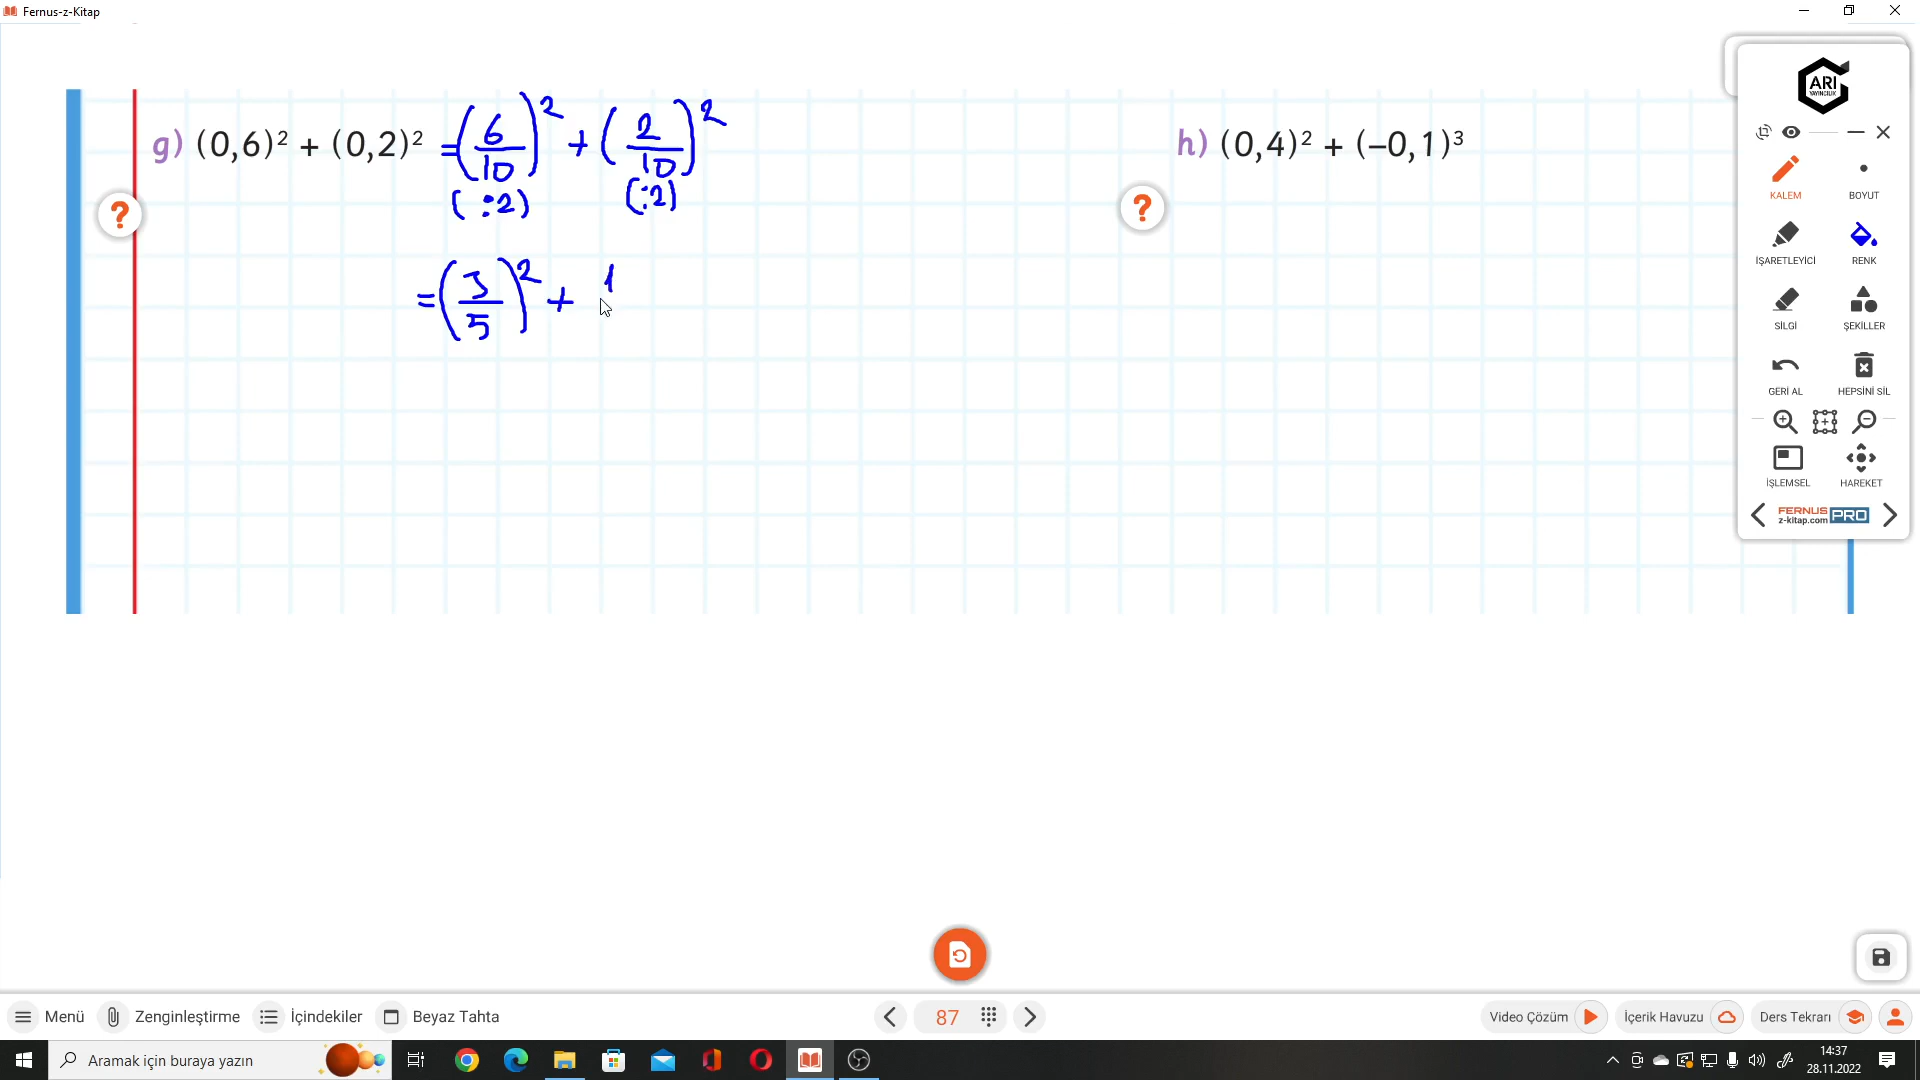 Fernus-z-Kitap
g) (0,6)² + (0,2)² = (6/10)² + (2/10)²
(:2) (:2)
= (3/5)² + 1
h) (0,4)² + (–0,1)³
?
?
ARI
YAYINCILIK
KALEM
BOYUT
İŞARETLEYİCİ
RENK
SİLGİ
ŞEKİLLER
GERİ AL
HEPSİNİ SİL
İŞLEMSEL
HAREKET
FERNUS
z-kitap.com PRO
Menü
Zenginleştirme
İçindekiler
Beyaz Tahta
87
Video Çözüm
İçerik Havuzu
Ders Tekrarı
Aramak için buraya yazın
14:37
28.11.2022